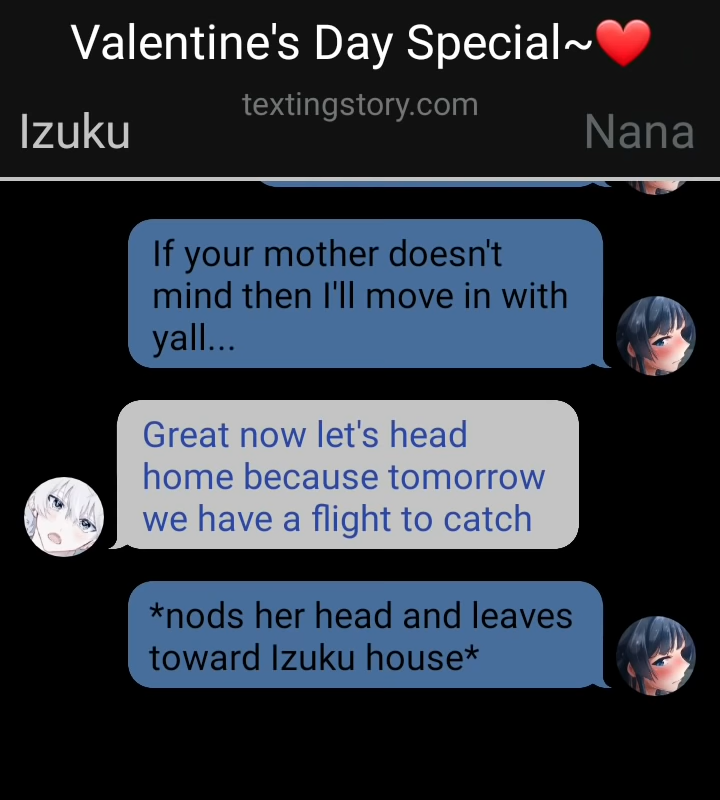 Valentine's Day Special~❤️
textingstory.com
Izuku
Nana
If your mother doesn't
mind then I'll move in with
yall...
Great now let's head
home because tomorrow
we have a flight to catch
*nods her head and leaves
toward Izuku house*